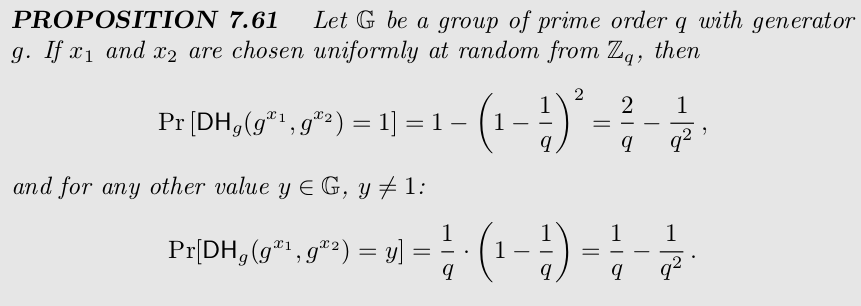 PROPOSITION 7.61 Let 𝔾 be a group of prime order q with generator
g. If x₁ and x₂ are chosen uniformly at random from ℤ_q, then
Pr [DH_g(g^{x₁}, g^{x₂}) = 1] = 1 − (1 − 1/q)² = 2/q − 1/q² ,
and for any other value y ∈ 𝔾, y ≠ 1:
Pr[DH_g(g^{x₁}, g^{x₂}) = y] = 1/q · (1 − 1/q) = 1/q − 1/q² .